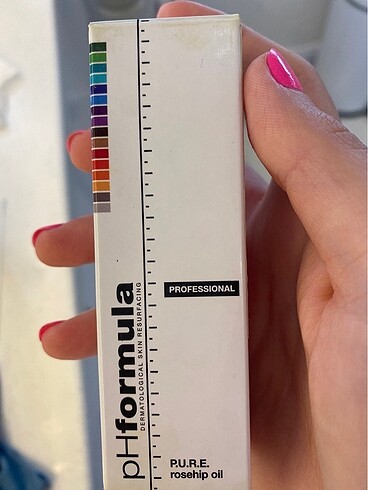 PROFESSIONAL
pHformula
DERMATOLOGICAL SKIN RESURFACING
P.U.R.E.
rosehip oil